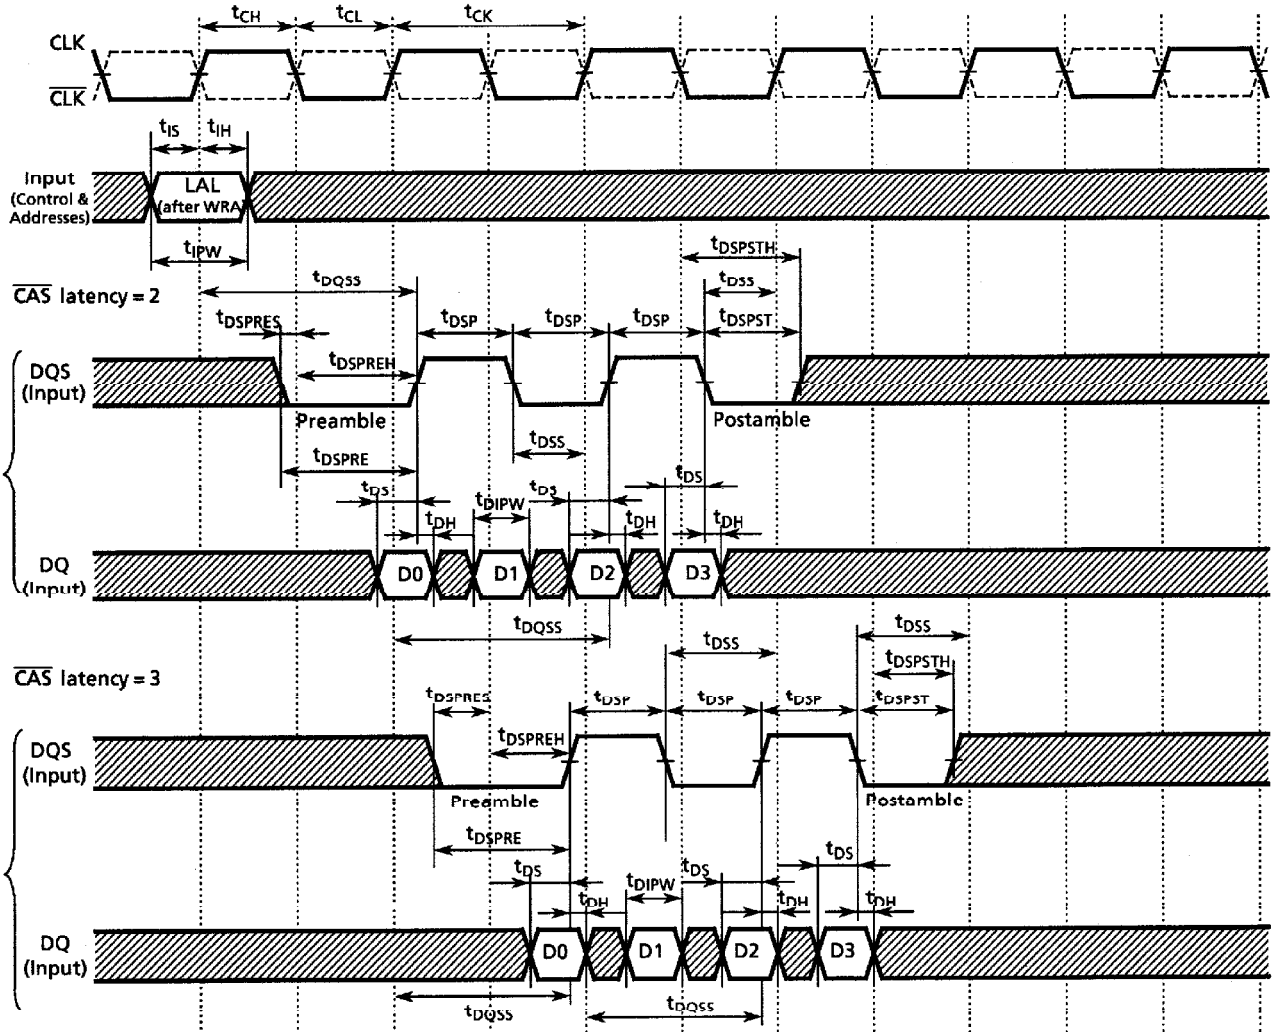 tCH tCL tCK
CLK
CLK
tIS tIH
Input
(Control &
Addresses)
LAL
(after WRA)
tIPW
tDSPSTH
CAS latency = 2
tDQSS
tDSS
tDSPRES
tDSP tDSP tDSP tDSPST
DQS
(Input)
tDSPREH
Preamble
Postamble
tDSS
tDSPRE
tDS tDIPW tDS tDS
tDH tDH tDH
DQ
(Input)
D0 D1 D2 D3
tDQSS
tDSS tDSS
CAS latency = 3
tDSPSTH
tDSPRES
tDSP tDSP tDSP tDSPST
DQS
(Input)
tDSPREH
Preamble
Postamble
tDSPRE
tDS tDIPW tDS tDS
tDH tDH tDH
DQ
(Input)
D0 D1 D2 D3
tDQSS tDQSS